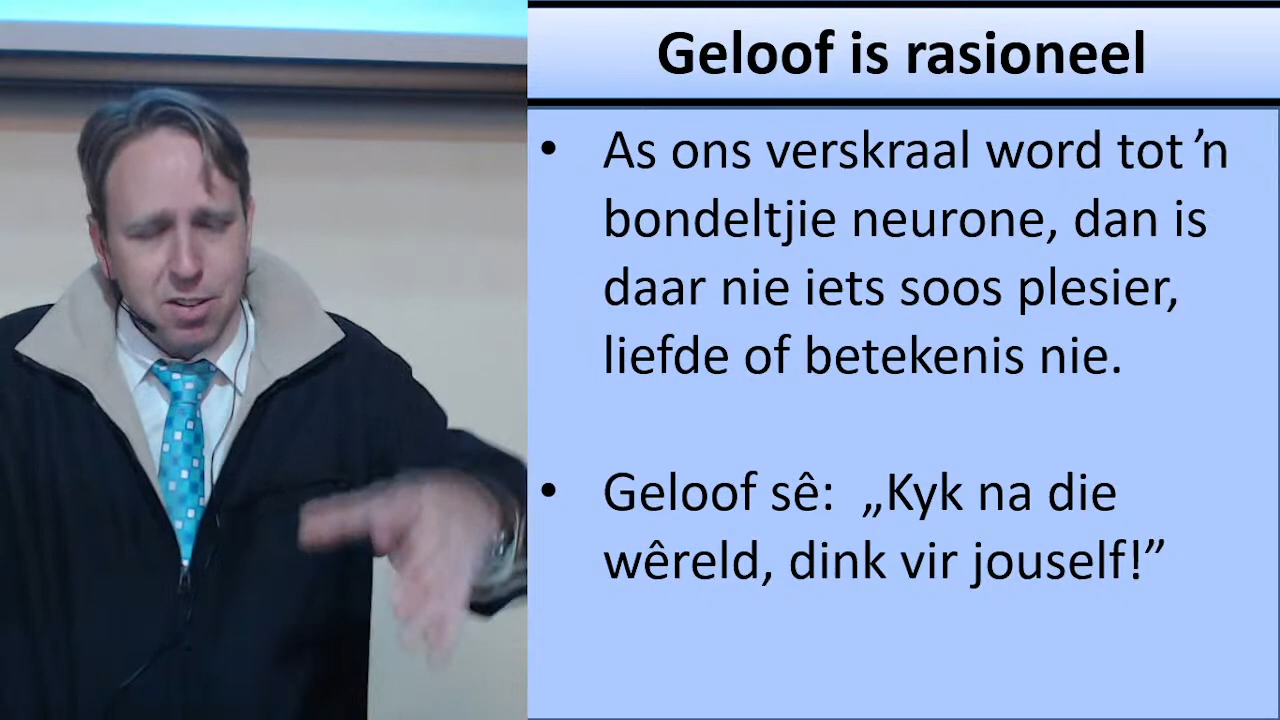 Geloof is rasioneel
• As ons verskraal word tot ’n
bondeltjie neurone, dan is
daar nie iets soos plesier,
liefde of betekenis nie.
• Geloof sê:  „Kyk na die
wêreld, dink vir jouself!”